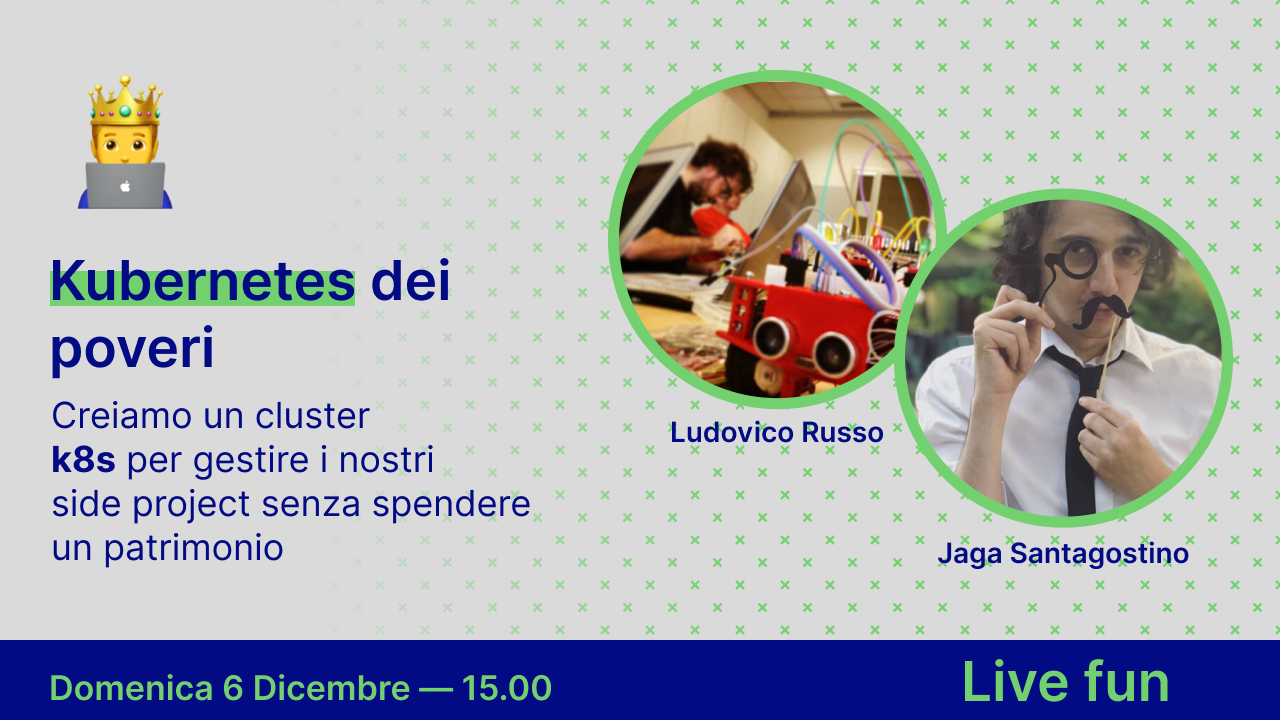 Kubernetes dei
poveri
Creiamo un cluster
k8s per gestire i nostri
side project senza spendere
un patrimonio
Ludovico Russo
Jaga Santagostino
Domenica 6 Dicembre — 15.00
Live fun